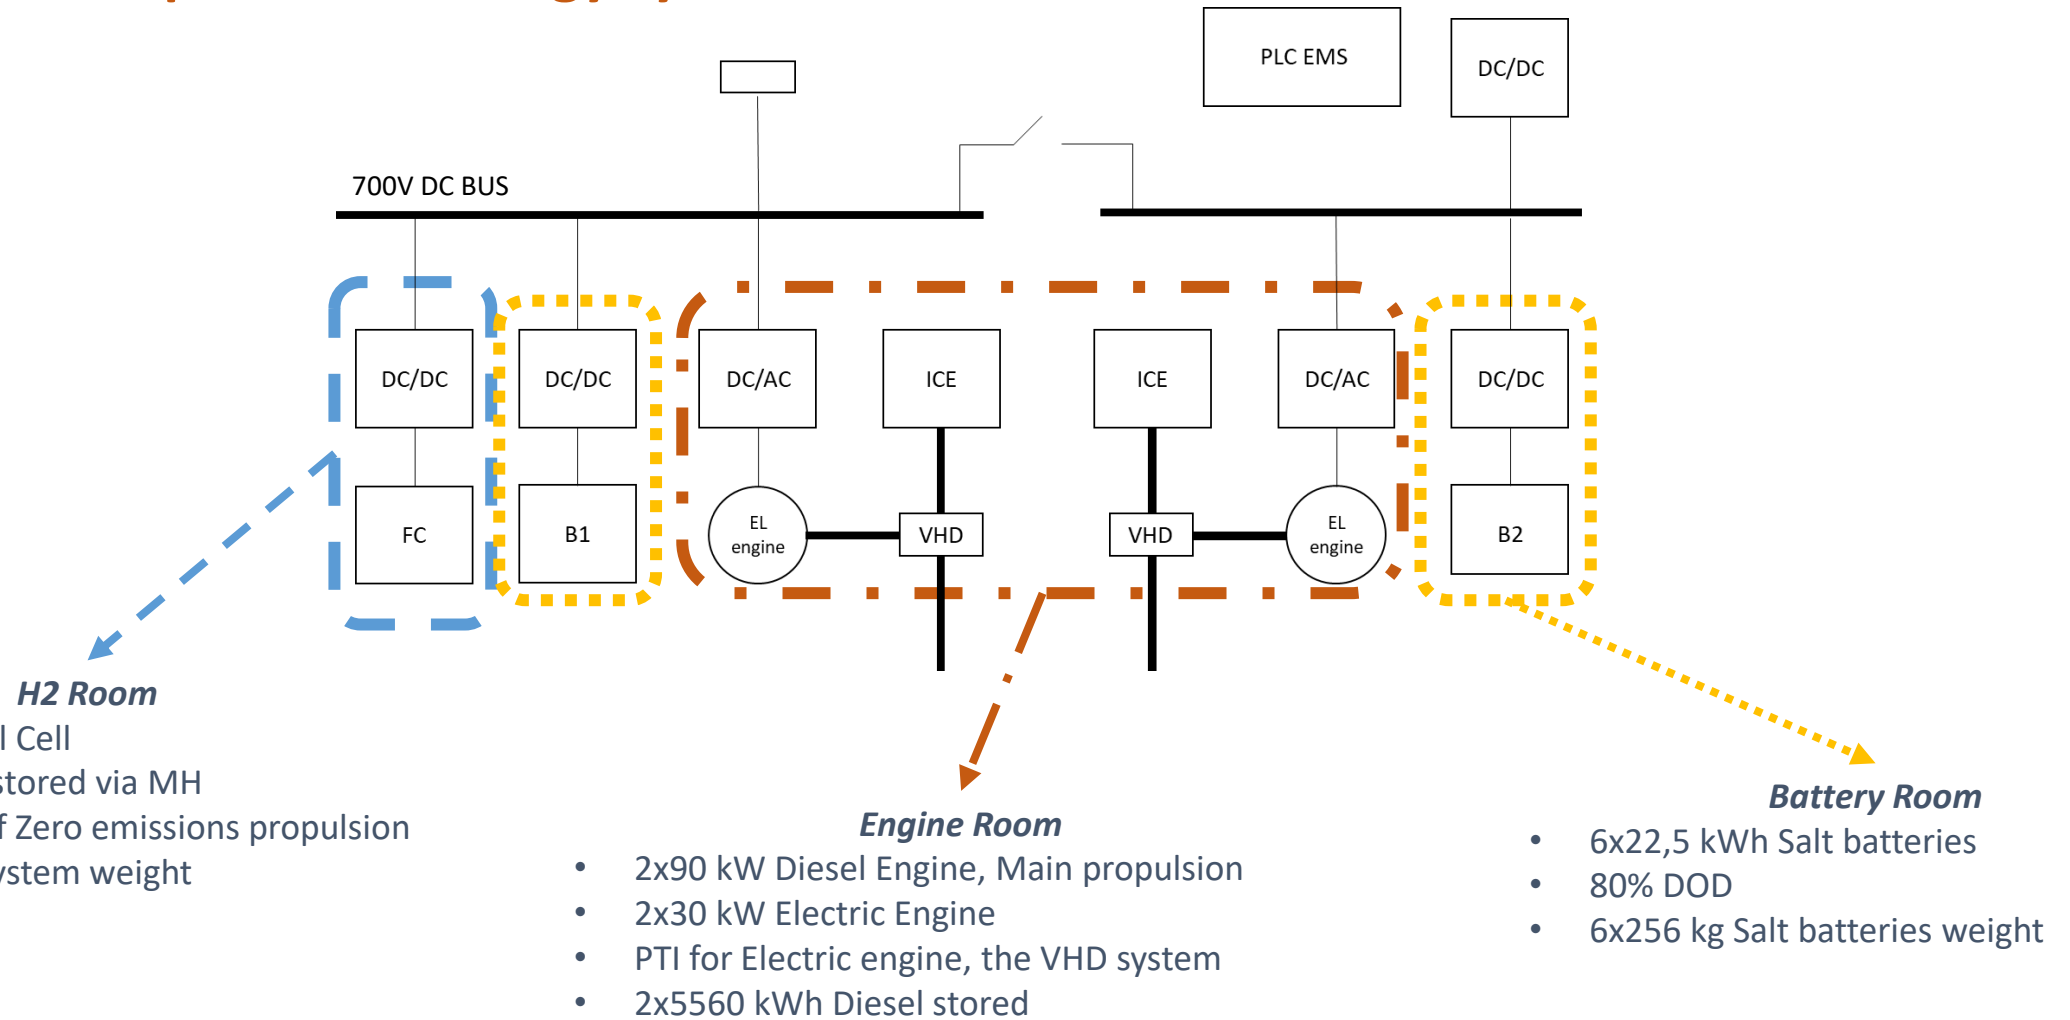 PLC EMS
DC/DC
700V DC BUS
DC/DC
DC/DC
DC/AC
ICE
ICE
DC/AC
DC/DC
FC
B1
EL
engine
VHD
VHD
EL
engine
B2
H2 Room
l Cell
stored via MH
f Zero emissions propulsion
ystem weight
Engine Room
• 2x90 kW Diesel Engine, Main propulsion
• 2x30 kW Electric Engine
• PTI for Electric engine, the VHD system
• 2x5560 kWh Diesel stored
Battery Room
• 6x22,5 kWh Salt batteries
• 80% DOD
• 6x256 kg Salt batteries weight